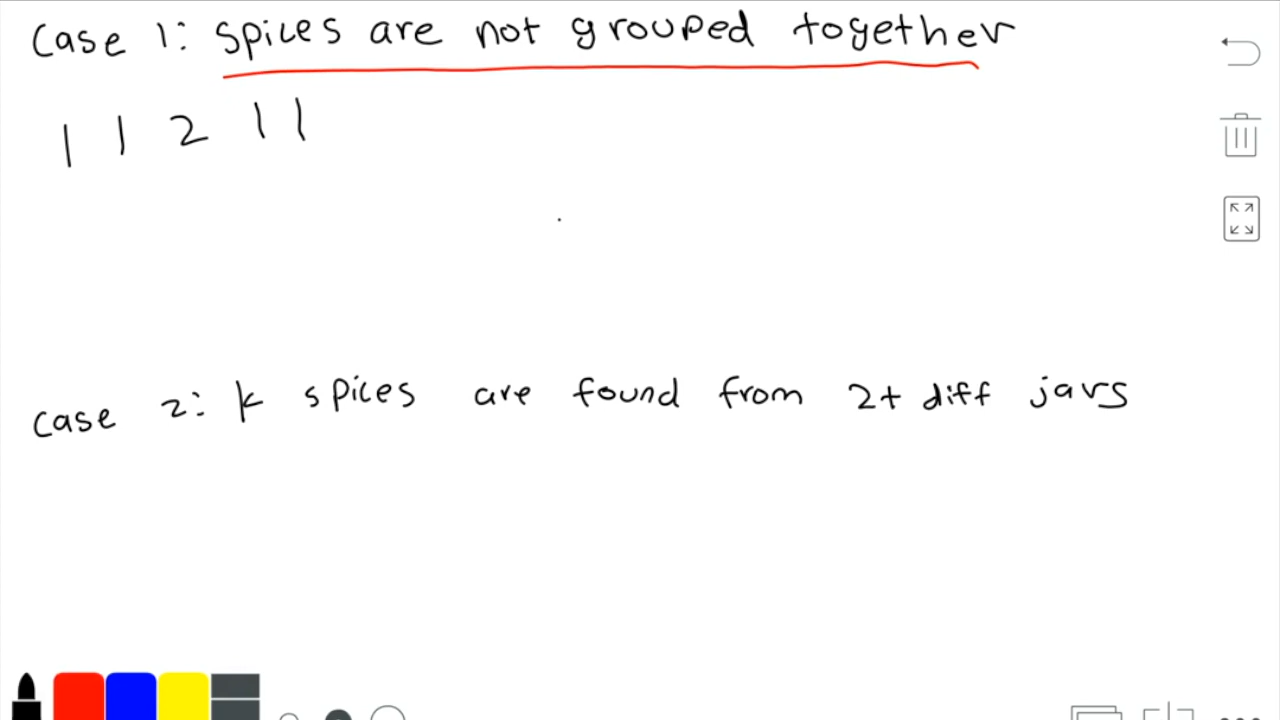 case 1: spices are not grouped together
1 1 2 1 1
case 2: k spices are found from 2+ diff jars